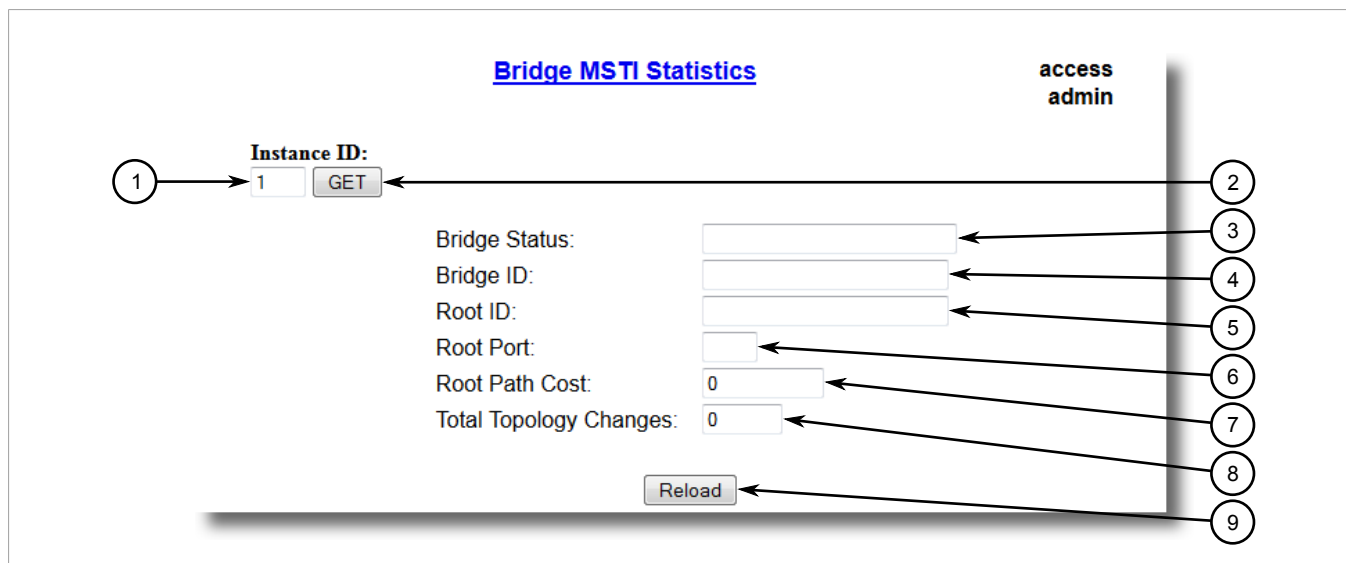 Bridge MSTI Statistics
access
admin
Instance ID:
1 1 GET 2
Bridge Status: 3
Bridge ID: 4
Root ID: 5
Root Port: 6
Root Path Cost: 0 7
Total Topology Changes: 0 8
Reload 9